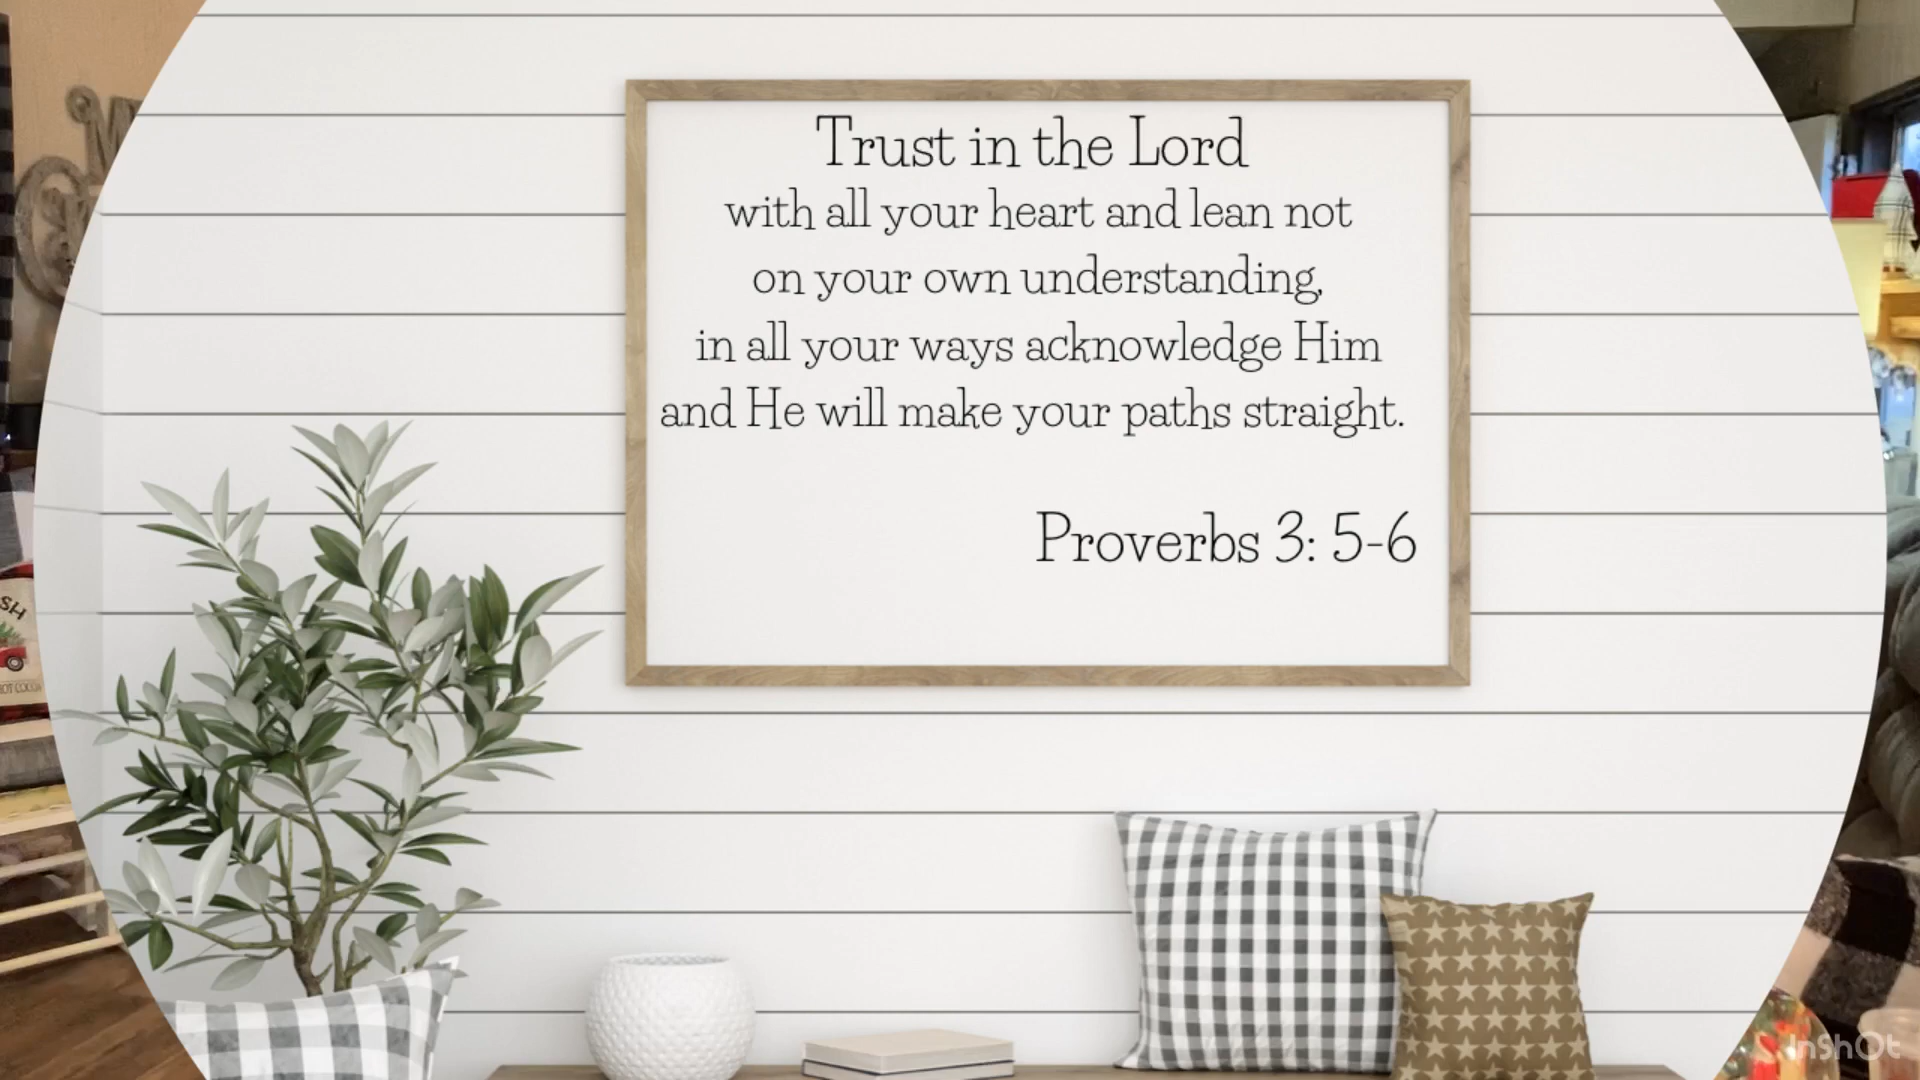 Trust in the Lord
with all your heart and lean not
on your own understanding,
in all your ways acknowledge Him
and He will make your paths straight.
Proverbs 3: 5-6
SH
InShOt